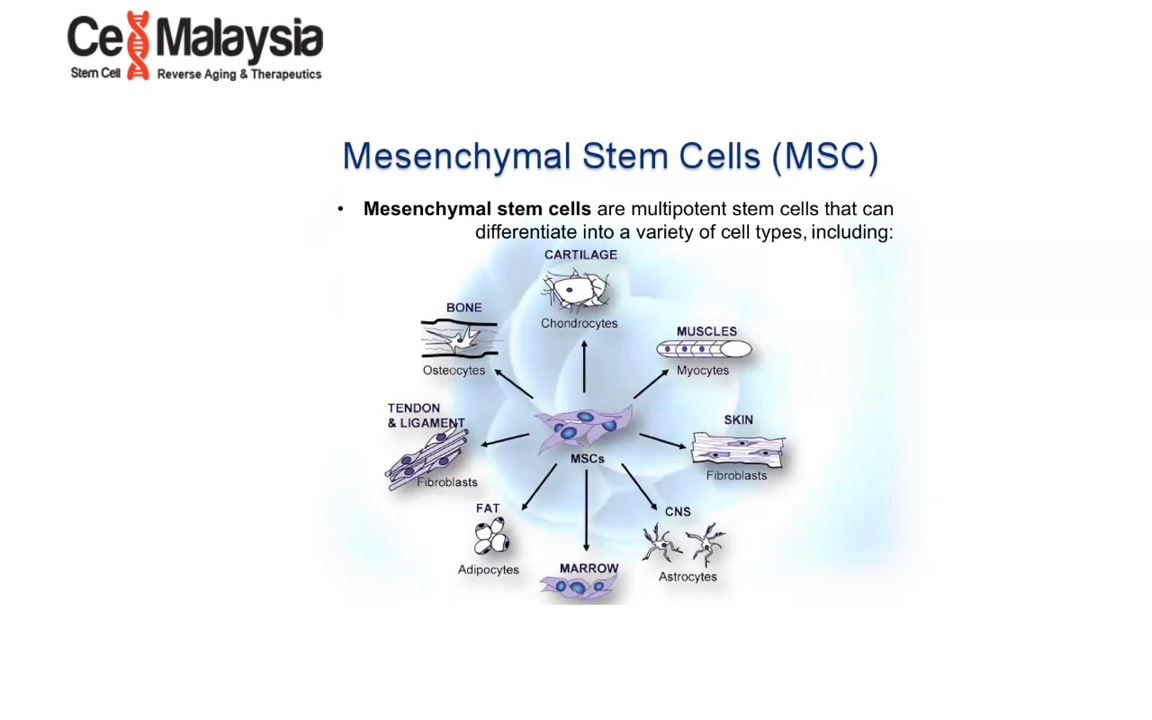 Cell Malaysia
Stem Cell Reverse Aging & Therapeutics
Mesenchymal Stem Cells (MSC)
• Mesenchymal stem cells are multipotent stem cells that can
differentiate into a variety of cell types, including:
CARTILAGE
Chondrocytes
BONE
Osteocytes
MUSCLES
Myocytes
TENDON
& LIGAMENT
Fibroblasts
MSCs
SKIN
Fibroblasts
FAT
Adipocytes
MARROW
CNS
Astrocytes